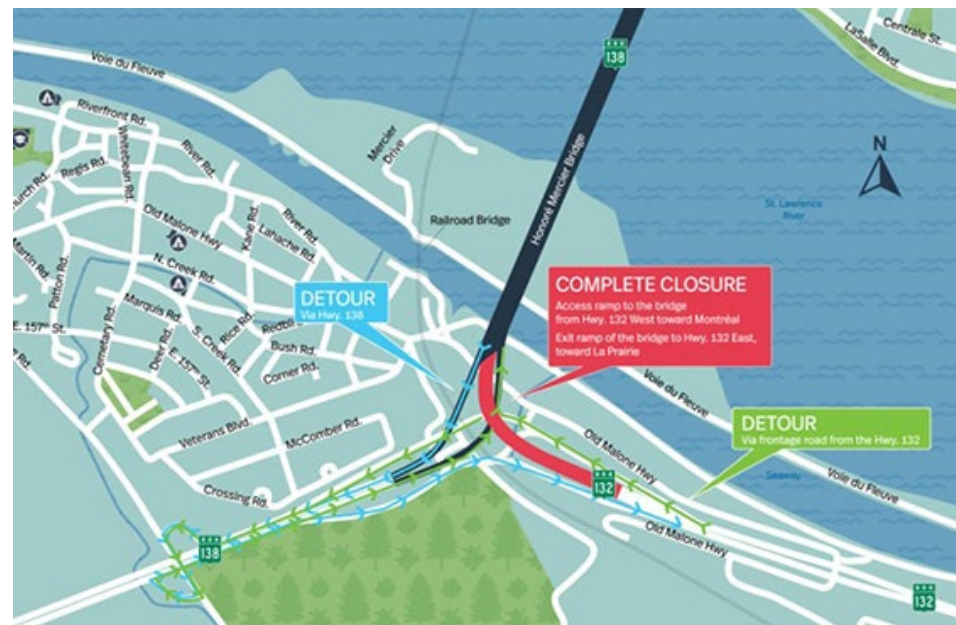 138
Centrale St.
LaSalle Blvd.
Voie du Fleuve
Riverfront Rd.
River Rd.
Mercier
Drive
Whitebean Rd.
Regis Rd.
N
Honoré Mercier Bridge
St. Lawrence
River
Old Malone Hwy
Kane Rd.
Lahache Rd.
River Rd.
Railroad Bridge
Martin Rd.
Patton Rd.
N. Creek Rd.
COMPLETE CLOSURE
Access ramp to the bridge
from Hwy. 132 West toward Montréal
Exit ramp of the bridge to Hwy. 132 East,
toward La Prairie
DETOUR
Via Hwy. 138
Marquis Rd.
S. Creek Rd.
Rice Rd.
E. 157th St.
Cemetary Rd.
Deer Rd.
E. 157th St.
Bush Rd.
Corner Rd.
Voie du Fleuve
DETOUR
Via frontage road from the Hwy. 132
Veterans Blvd.
McComber Rd.
Old Malone Hwy
Seaway
Voie du Fleuve
Crossing Rd.
132
Old Malone Hwy
138
132